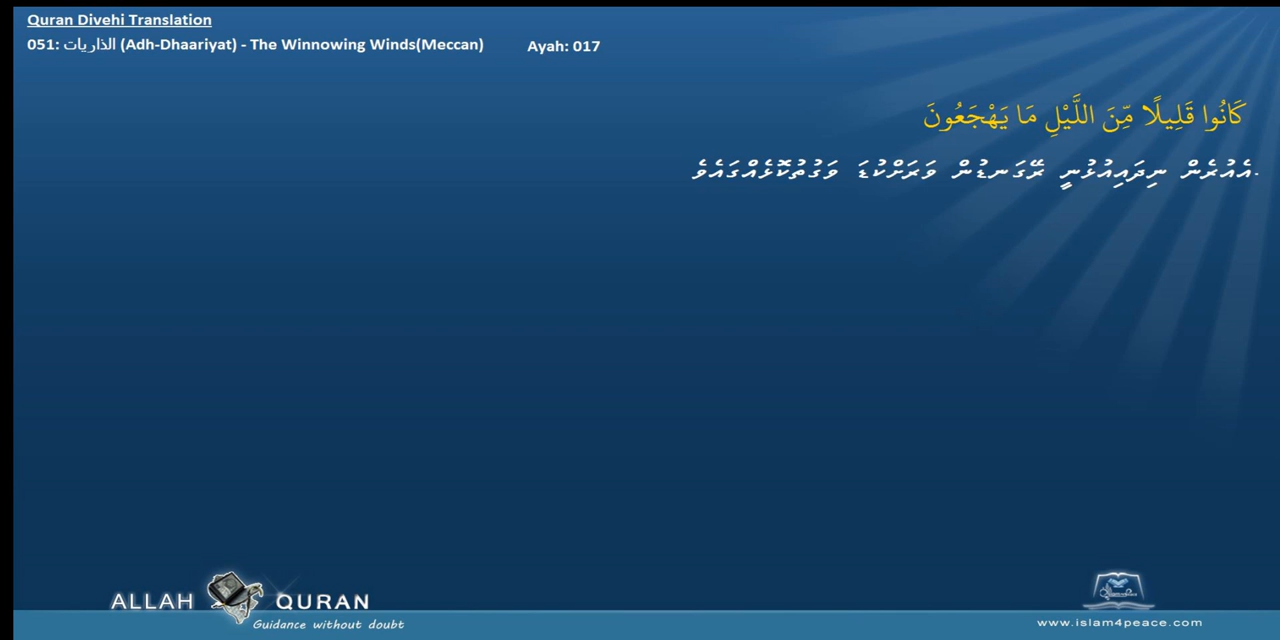 Quran Divehi Translation
051: الذاريات (Adh-Dhaariyat) - The Winnowing Winds(Meccan) Ayah: 017
كَانُوا قَلِيلًا مِّنَ اللَّيْلِ مَا يَهْجَعُونَ
އެއުރެން ނިދައިއުޅުނީ ރޭގަނޑުން ވަރަށްކުޑަ ވަގުތުކޮޅެއްގައެވެ.
ALLAH QURAN
Guidance without doubt
www.islam4peace.com